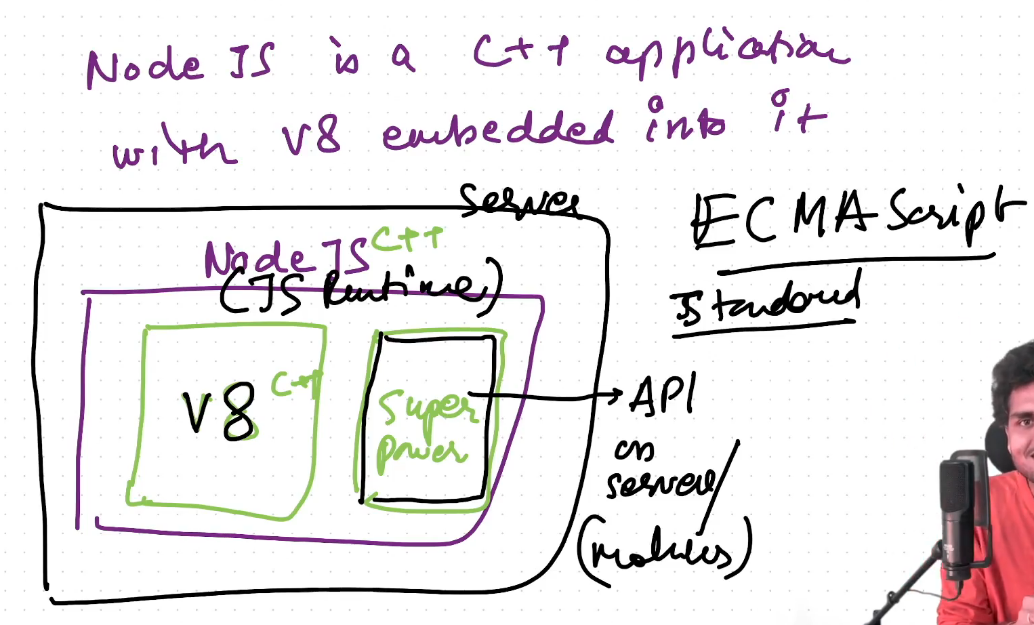 Node JS is a C++ application
with V8 embedded into it
Server
Node JS C++
(JS Runtime)
V8 C++
Super
power
ECMAScript
Standard
API
on
server/
(modules)